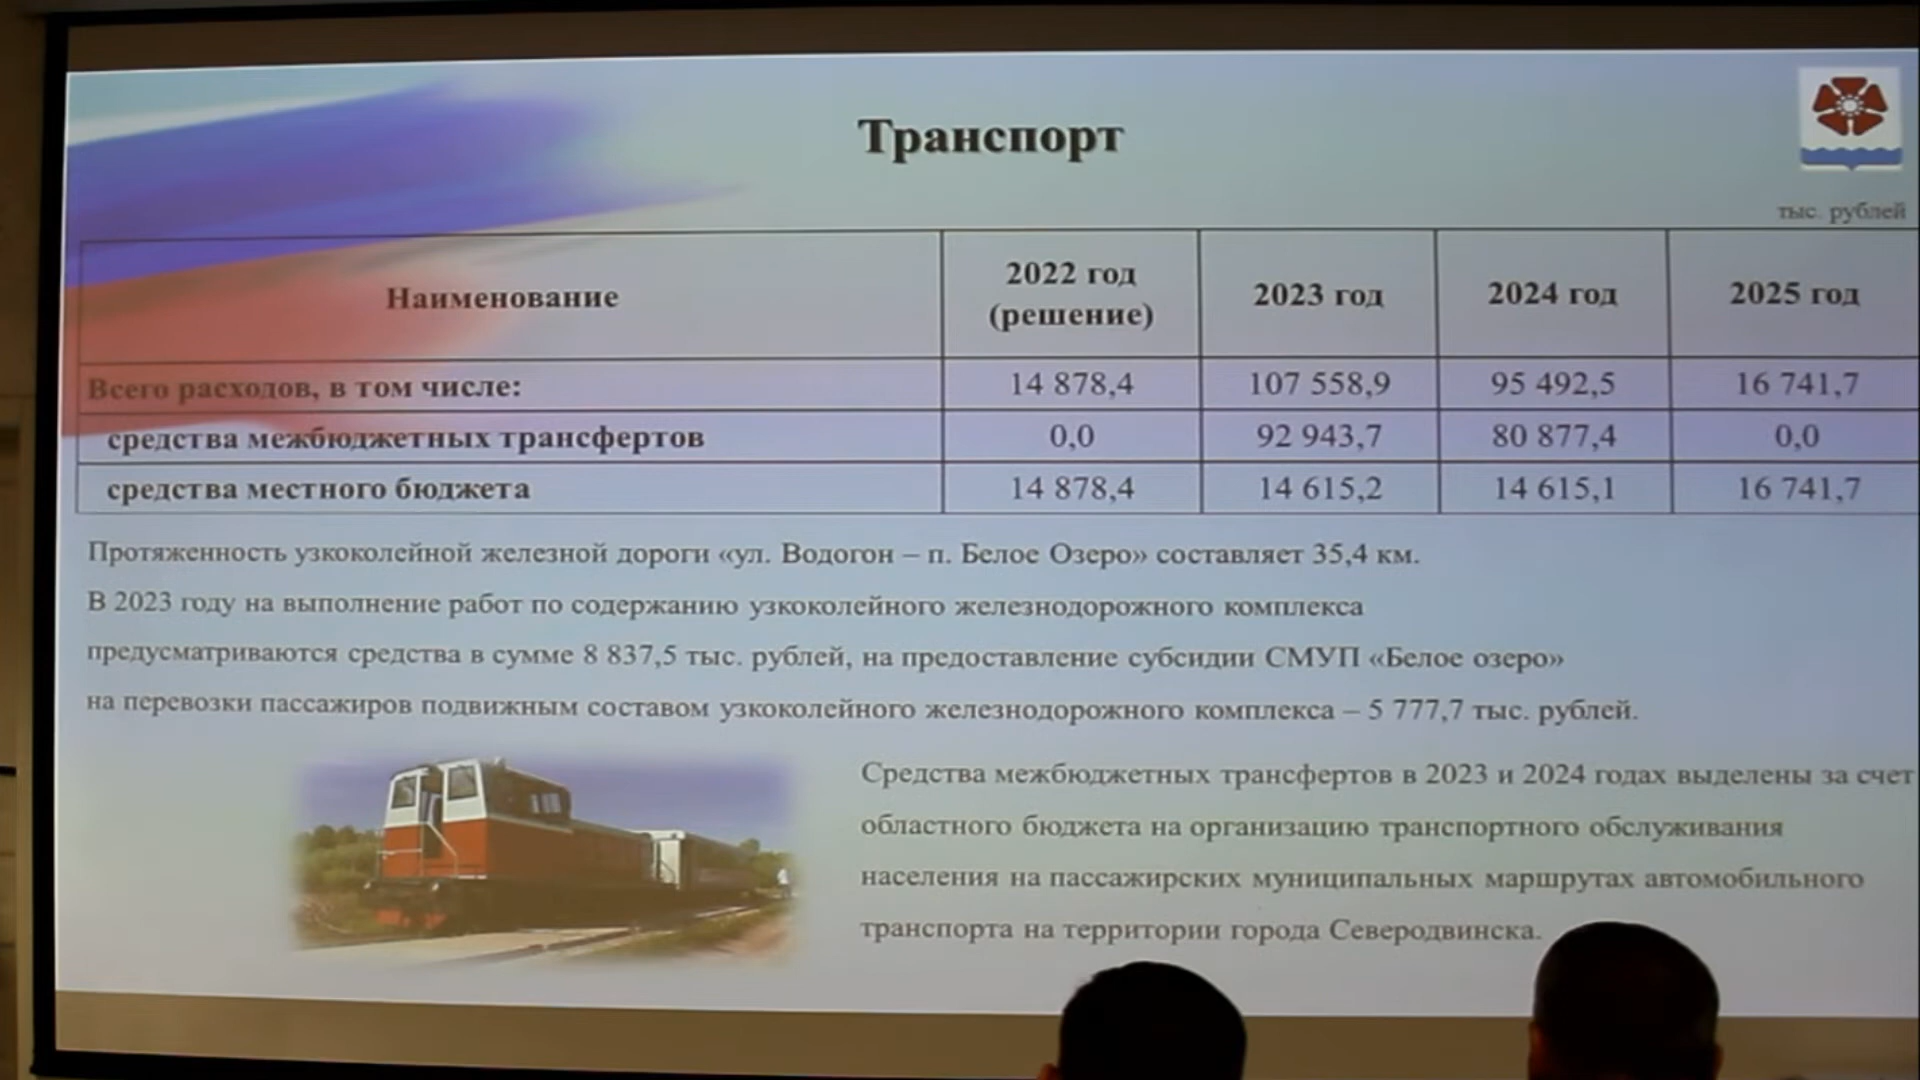 Транспорт
тыс. рублей
Наименование 2022 год (решение) 2023 год 2024 год 2025 год
Всего расходов, в том числе: 14 878,4 107 558,9 95 492,5 16 741,7
средства межбюджетных трансфертов 0,0 92 943,7 80 877,4 0,0
средства местного бюджета 14 878,4 14 615,2 14 615,1 16 741,7
Протяженность узкоколейной железной дороги «ул. Водогон – п. Белое Озеро» составляет 35,4 км.
В 2023 году на выполнение работ по содержанию узкоколейного железнодорожного комплекса
предусматриваются средства в сумме 8 837,5 тыс. рублей, на предоставление субсидии СМУП «Белое озеро»
на перевозки пассажиров подвижным составом узкоколейного железнодорожного комплекса – 5 777,7 тыс. рублей.
Средства межбюджетных трансфертов в 2023 и 2024 годах выделены за счет
областного бюджета на организацию транспортного обслуживания
населения на пассажирских муниципальных маршрутах автомобильного
транспорта на территории города Северодвинска.